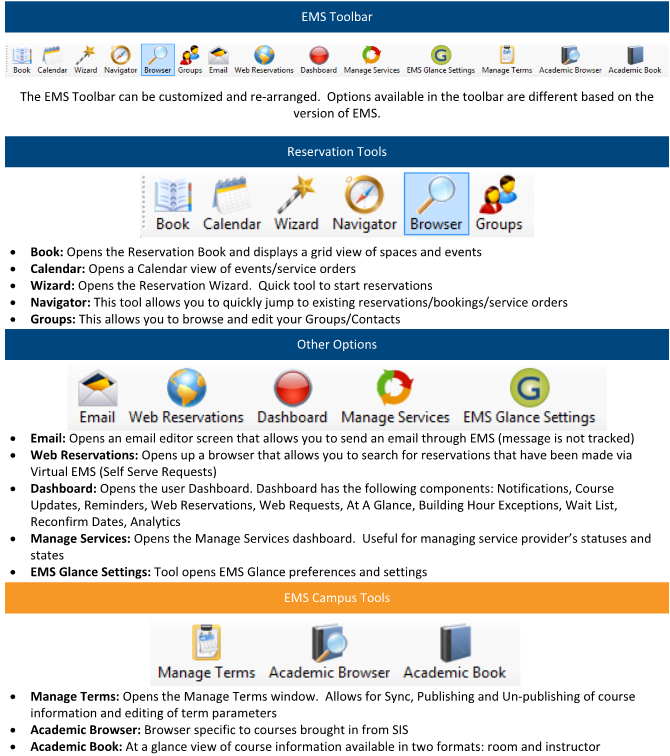 EMS Toolbar
Book Calendar Wizard Navigator Browser Groups Email Web Reservations Dashboard Manage Services EMS Glance Settings Manage Terms Academic Browser Academic Book
The EMS Toolbar can be customized and re-arranged.  Options available in the toolbar are different based on the
version of EMS.
Reservation Tools
Book Calendar Wizard Navigator Browser Groups
• Book: Opens the Reservation Book and displays a grid view of spaces and events
• Calendar: Opens a Calendar view of events/service orders
• Wizard: Opens the Reservation Wizard.  Quick tool to start reservations
• Navigator: This tool allows you to quickly jump to existing reservations/bookings/service orders
• Groups: This allows you to browse and edit your Groups/Contacts
Other Options
G
Email Web Reservations Dashboard Manage Services EMS Glance Settings
• Email: Opens an email editor screen that allows you to send an email through EMS (message is not tracked)
• Web Reservations: Opens up a browser that allows you to search for reservations that have been made via
Virtual EMS (Self Serve Requests)
• Dashboard: Opens the user Dashboard. Dashboard has the following components: Notifications, Course
Updates, Reminders, Web Reservations, Web Requests, At A Glance, Building Hour Exceptions, Wait List,
Reconfirm Dates, Analytics
• Manage Services: Opens the Manage Services dashboard.  Useful for managing service provider's statuses and
states
• EMS Glance Settings: Tool opens EMS Glance preferences and settings
EMS Campus Tools
Manage Terms Academic Browser Academic Book
• Manage Terms: Opens the Manage Terms window.  Allows for Sync, Publishing and Un-publishing of course
information and editing of term parameters
• Academic Browser: Browser specific to courses brought in from SIS
• Academic Book: At a glance view of course information available in two formats: room and instructor